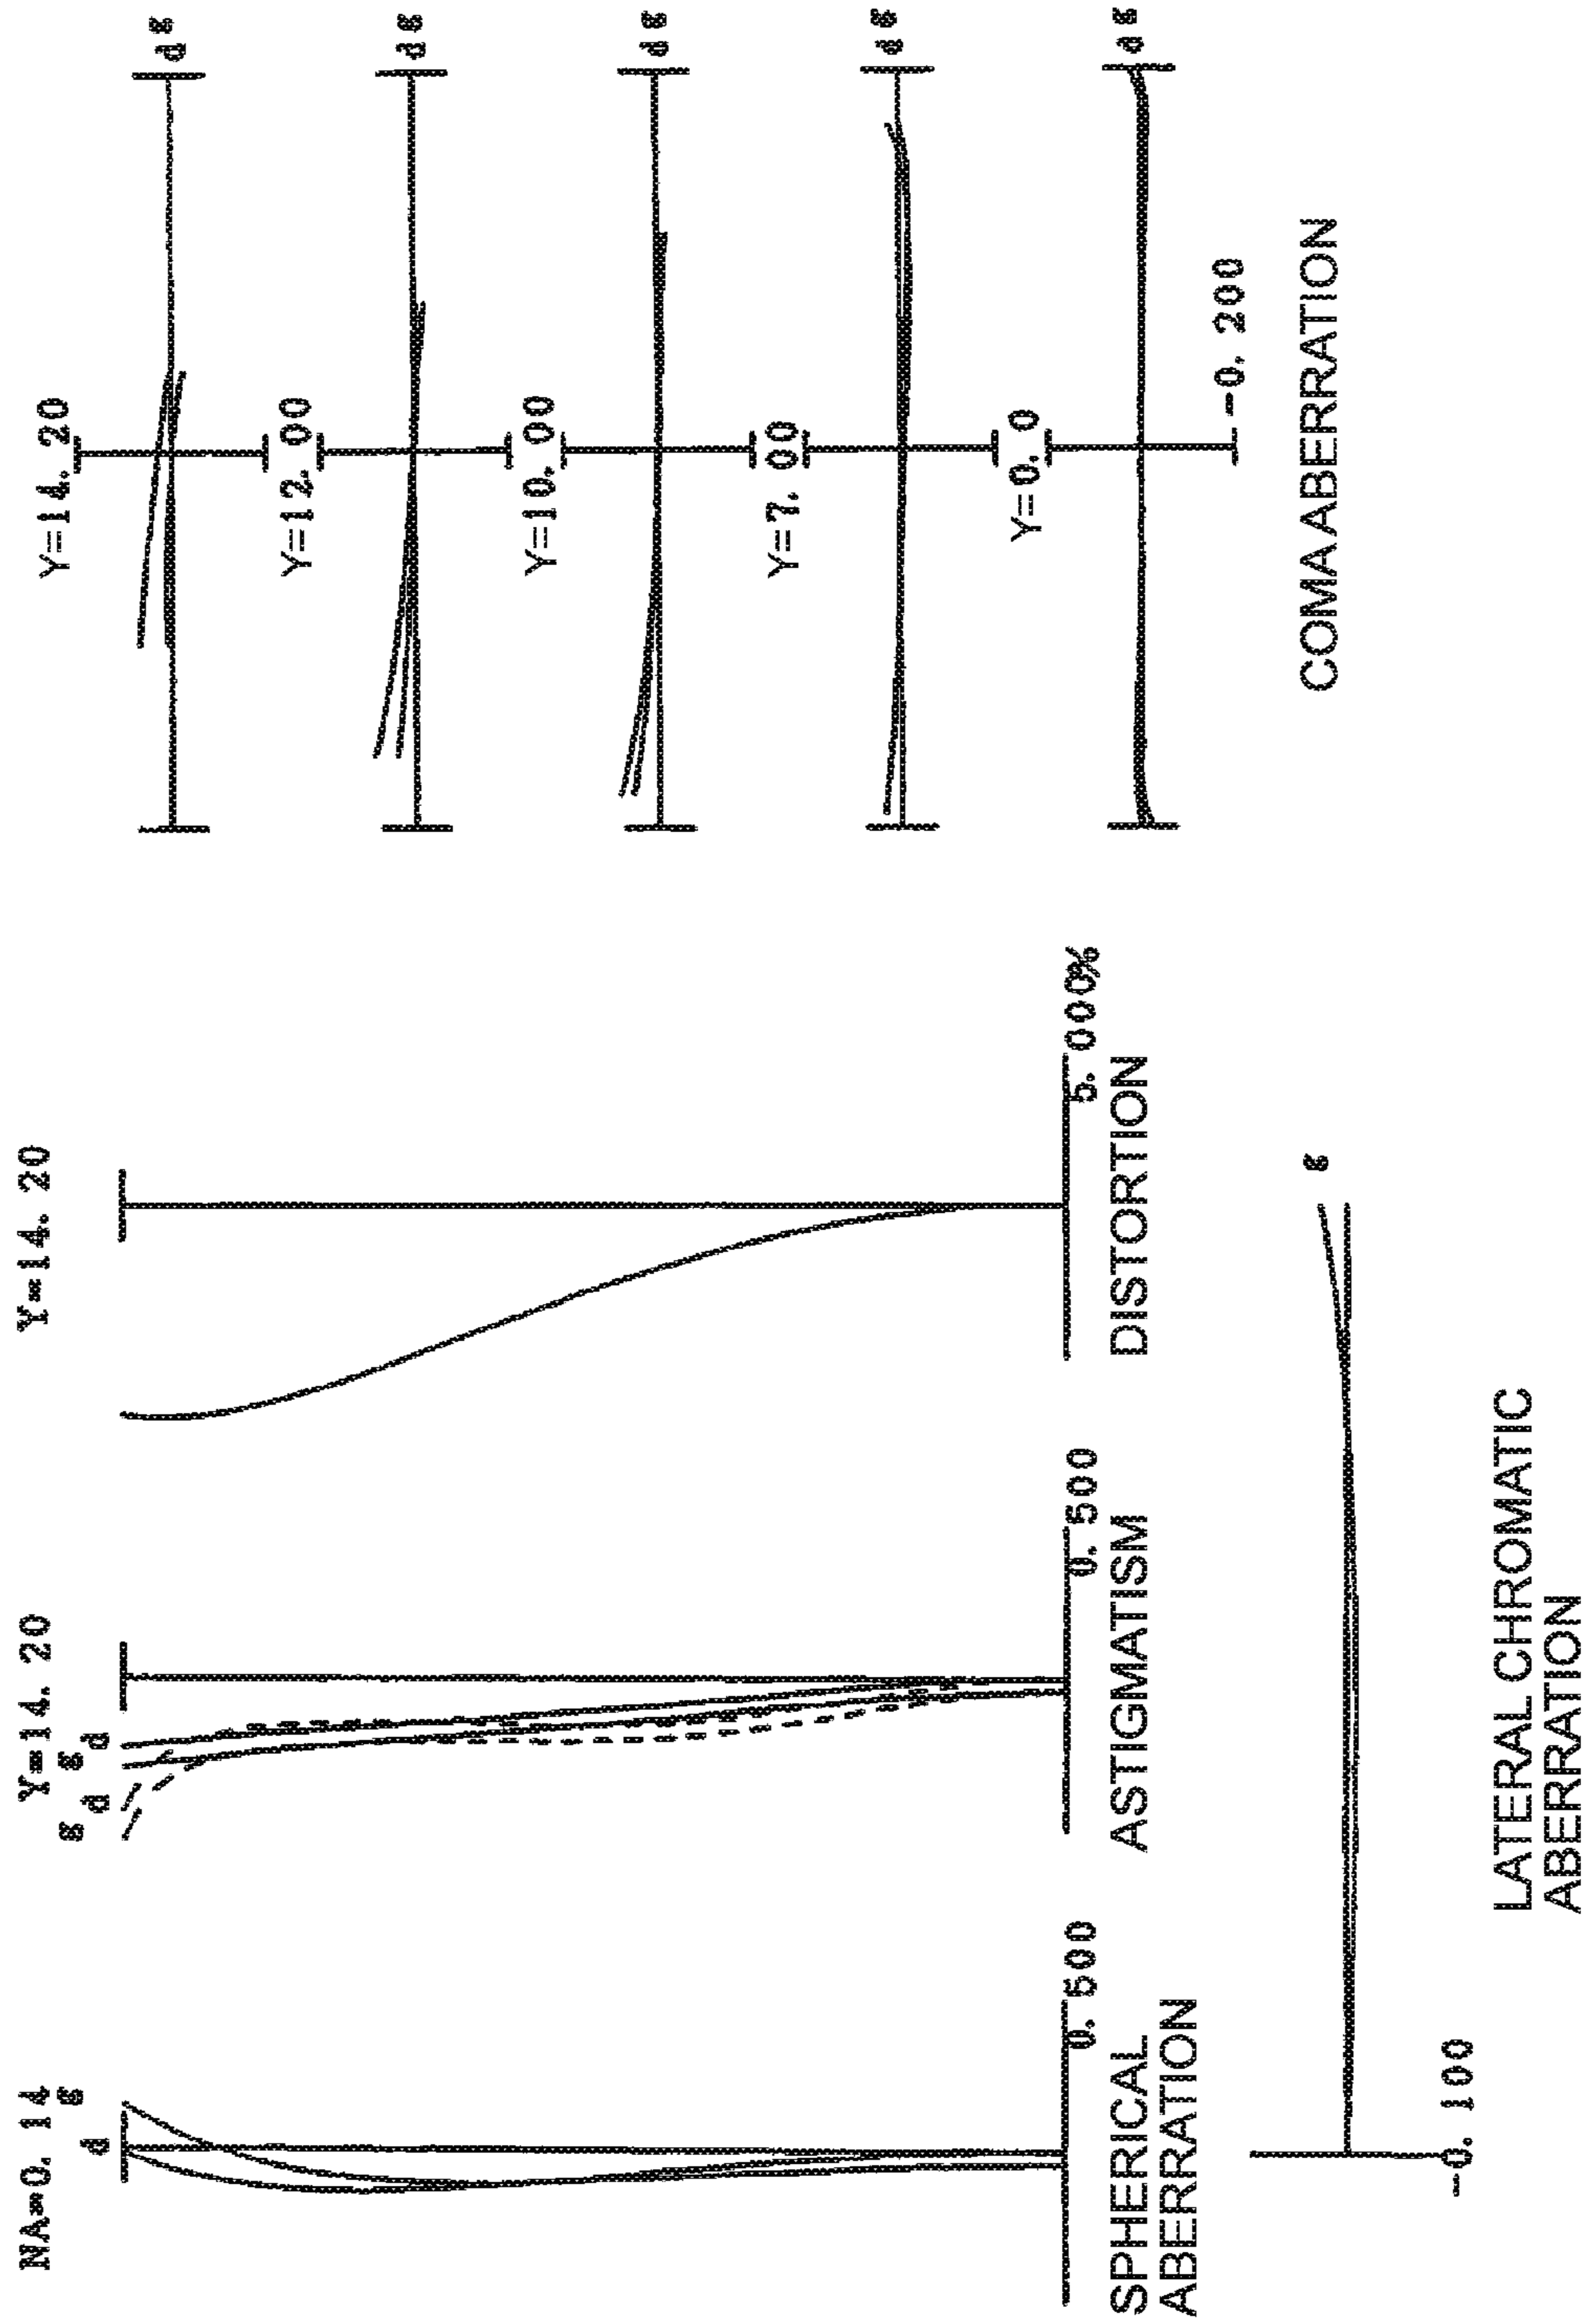 NA=0. 14
g
d
0. 500
SPHERICAL
ABERRATION
Y=14. 20
g
d
g
d
0. 500
ASTIGMATISM
Y=14. 20
5. 000%
DISTORTION
Y=14. 20
d g
Y=12. 00
d g
Y=10. 00
d g
Y=7. 00
d g
Y=0. 0
d g
-0. 200
COMA ABERRATION
g
-0. 100
LATERAL CHROMATIC
ABERRATION